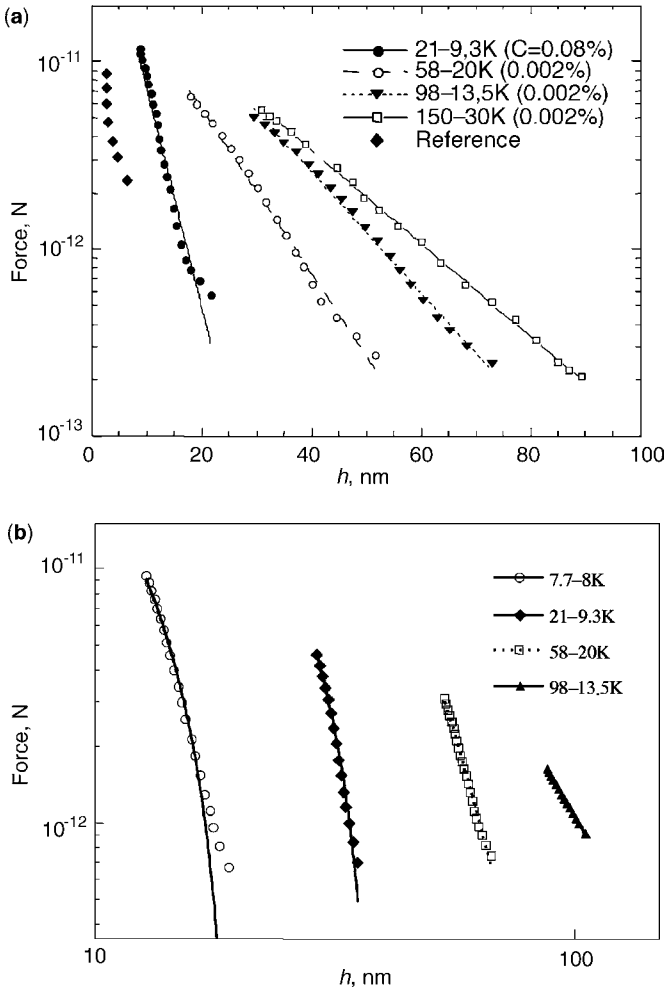 (a)
10⁻¹¹
10⁻¹²
10⁻¹³
Force, N
21–9,3K (C=0.08%)
58–20K (0.002%)
98–13,5K (0.002%)
150–30K (0.002%)
Reference
0 20 40 60 80 100
h, nm
(b)
10⁻¹¹
10⁻¹²
Force, N
7.7–8K
21–9.3K
58–20K
98–13,5K
10 100
h, nm